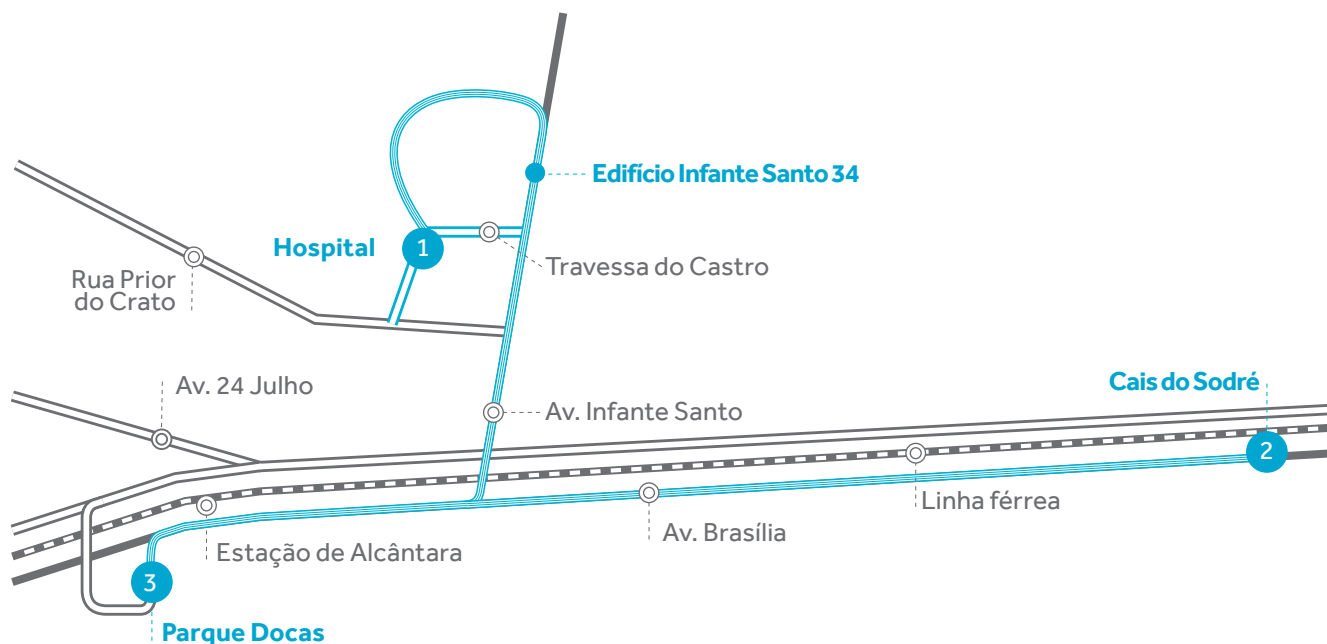 Edifício Infante Santo 34
Hospital
1
Travessa do Castro
Rua Prior
do Crato
Av. 24 Julho
Cais do Sodré
Av. Infante Santo
2
Linha férrea
Av. Brasília
Estação de Alcântara
3
Parque Docas